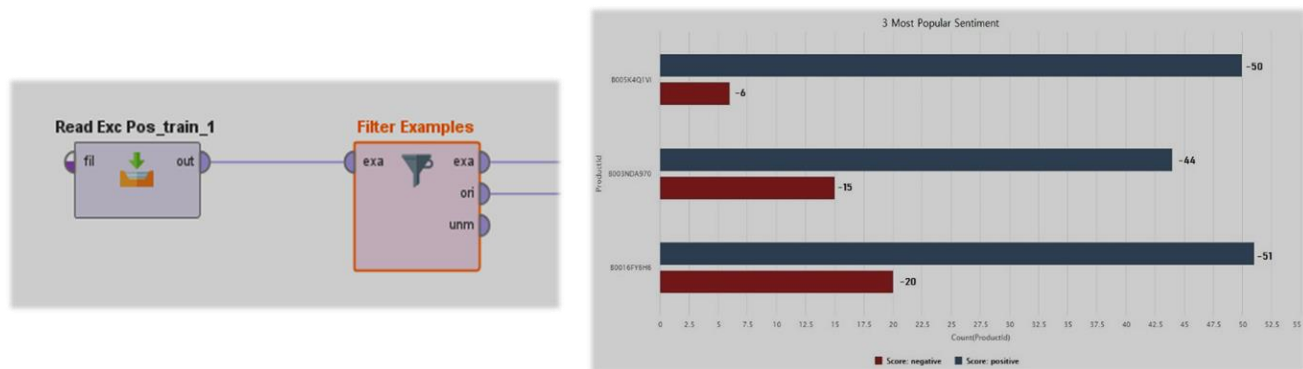 Read Exc Pos_train_1
fil
out
Filter Examples
exa
exa
ori
unm
3 Most Popular Sentiment
ProductId
B005K4Q1VI
-50
-6
B003NDA970
-44
-15
B0016FY6H6
-51
-20
0 2.5 5 7.5 10 12.5 15 17.5 20 22.5 25 27.5 30 32.5 35 37.5 40 42.5 45 47.5 50 52.5 55
Count(ProductId)
Score: negative Score: positive